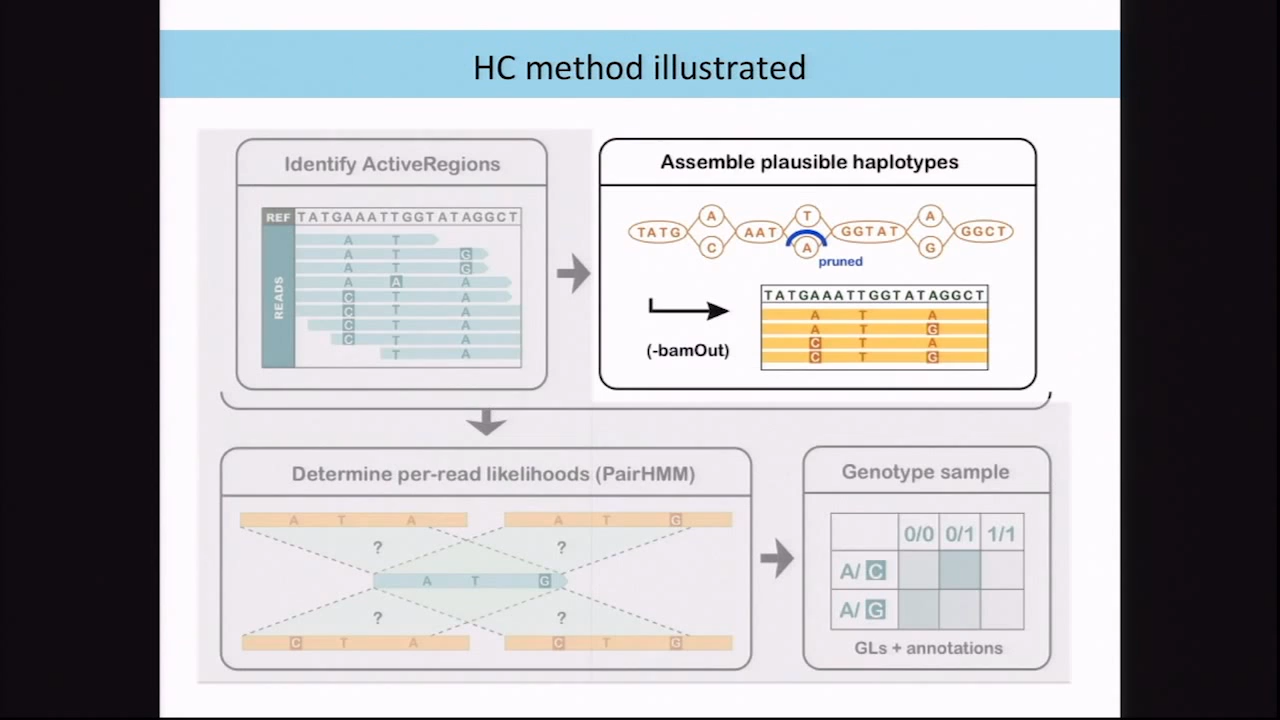 HC method illustrated
Identify ActiveRegions
REF TATGAAATTGGTATAGGCT
READS
A T
A T G
A T G
A A A
C T A
C T A
C T A
C T A
T A
Assemble plausible haplotypes
A T A
TATG AAT GGTAT GGCT
C A G
pruned
(-bamOut)
TATGAAATTGGTATAGGCT
A T A
A T G
C T A
C T G
Determine per-read likelihoods (PairHMM)
A T A A T G
? ?
A T G
? ?
C T A C T G
Genotype sample
0/0 0/1 1/1
A/ C
A/ G
GLs + annotations